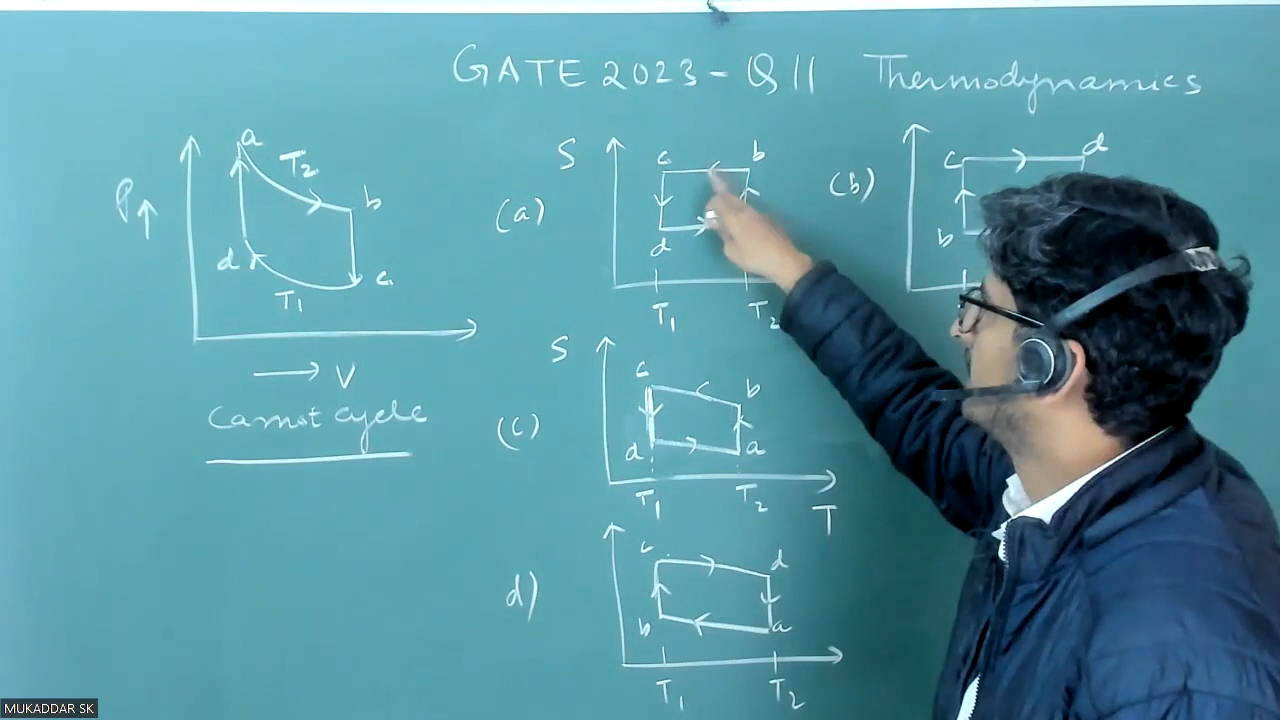 GATE 2023 - Q11 Thermodynamics
P
a
T2
b
d
c
T1
V
Carnot cycle
(a)
S
c
b
d
T1
T2
(b)
c
d
b
(c)
S
c
b
d
a
T1
T2
T
d)
c
d
b
a
T1
T2
MUKADDAR SK